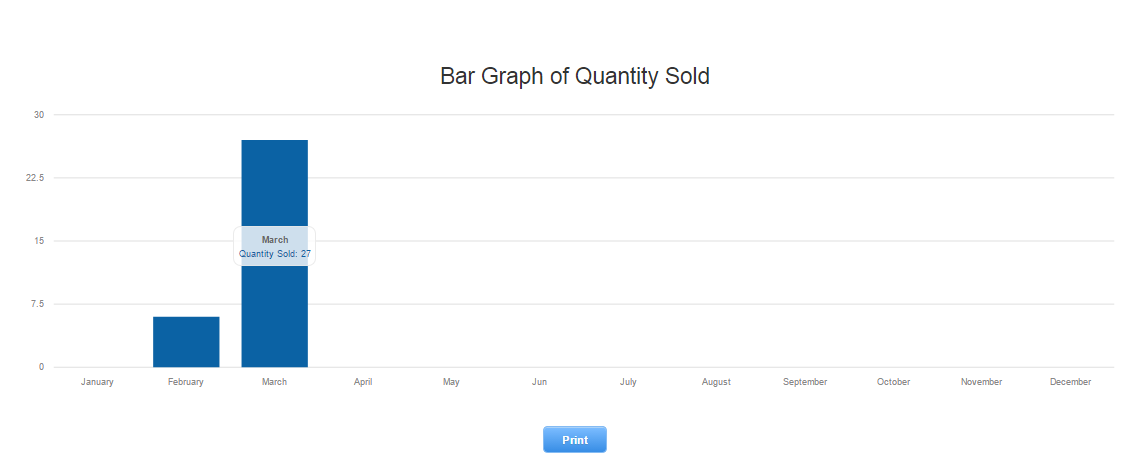 Bar Graph of Quantity Sold
30
22.5
15
7.5
0
March
Quantity Sold: 27
January February March April May Jun July August September October November December
Print